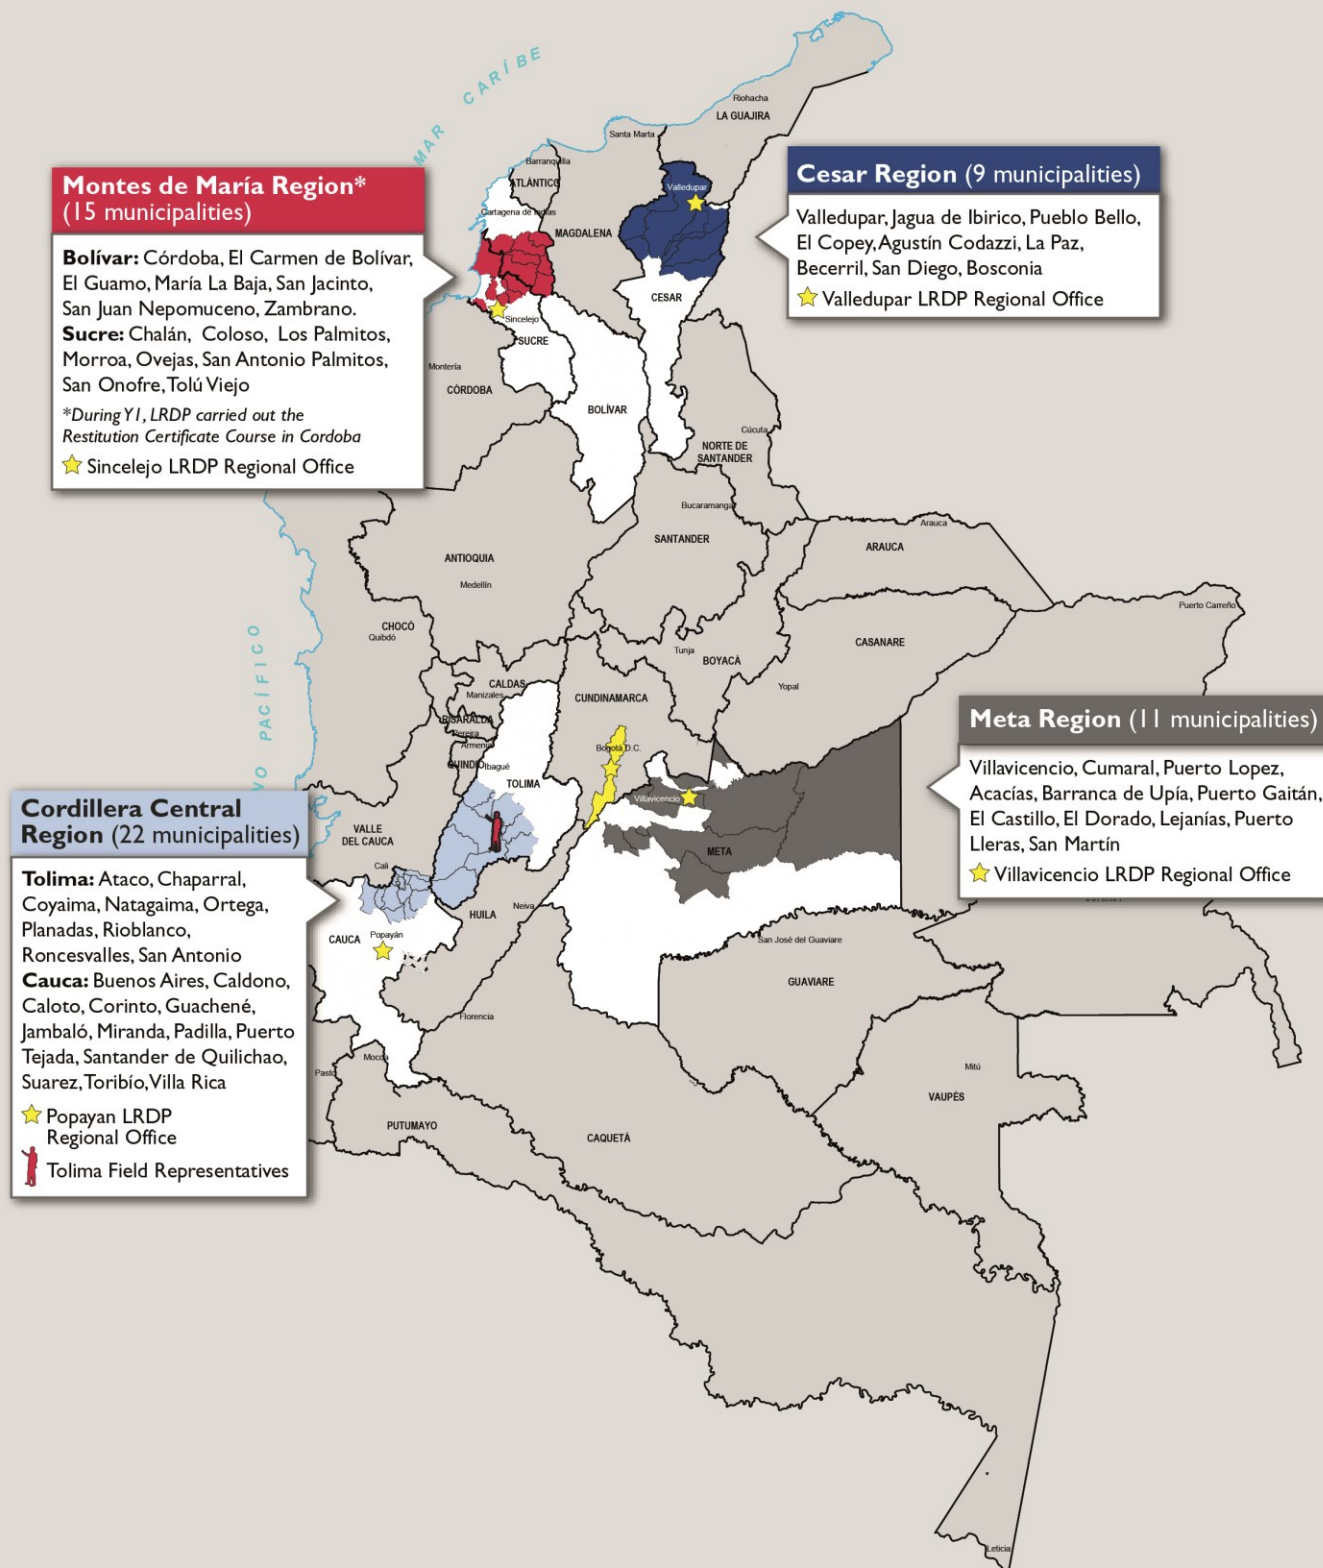 MAR CARÍBE
Riohacha
LA GUAJIRA
Santa Marta
Barranquilla
ATLÁNTICO
Cartagena de Indias
MAGDALENA
Valledupar
CESAR
Sincelejo
SUCRE
Montería
CÓRDOBA
BOLÍVAR
Cúcuta
NORTE DE
SANTANDER
Bucaramanga
SANTANDER
Arauca
ARAUCA
ANTIOQUIA
Medellín
Puerto Carreño
CHOCÓ
Quibdó
CASANARE
Tunja
BOYACÁ
Yopal
CALDAS
Manizales
CUNDINAMARCA
RISARALDA
Pereira
Armenia
QUINDIO
Ibagué
TOLIMA
Bogotá D.C.
Villavicencio
META
VALLE
DEL CAUCA
Cali
HUILA
Neiva
CAUCA
Popayán
San José del Guaviare
GUAVIARE
Florencia
Mocoa
Pasto
Mitú
VAUPÉS
PUTUMAYO
CAQUETÁ
Leticia
PACÍFICO
Montes de María Region*
(15 municipalities)
Bolívar: Córdoba, El Carmen de Bolívar,
El Guamo, María La Baja, San Jacinto,
San Juan Nepomuceno, Zambrano.
Sucre: Chalán, Coloso, Los Palmitos,
Morroa, Ovejas, San Antonio Palmitos,
San Onofre, Tolú Viejo
*During Y1, LRDP carried out the
Restitution Certificate Course in Cordoba
Sincelejo LRDP Regional Office
Cesar Region (9 municipalities)
Valledupar, Jagua de Ibirico, Pueblo Bello,
El Copey, Agustín Codazzi, La Paz,
Becerril, San Diego, Bosconia
Valledupar LRDP Regional Office
Meta Region (11 municipalities)
Villavicencio, Cumaral, Puerto Lopez,
Acacías, Barranca de Upía, Puerto Gaitán,
El Castillo, El Dorado, Lejanías, Puerto
Lleras, San Martín
Villavicencio LRDP Regional Office
Cordillera Central
Region (22 municipalities)
Tolima: Ataco, Chaparral,
Coyaima, Natagaima, Ortega,
Planadas, Rioblanco,
Roncesvalles, San Antonio
Cauca: Buenos Aires, Caldono,
Caloto, Corinto, Guachené,
Jambaló, Miranda, Padilla, Puerto
Tejada, Santander de Quilichao,
Suarez, Toribío, Villa Rica
Popayan LRDP
Regional Office
Tolima Field Representatives